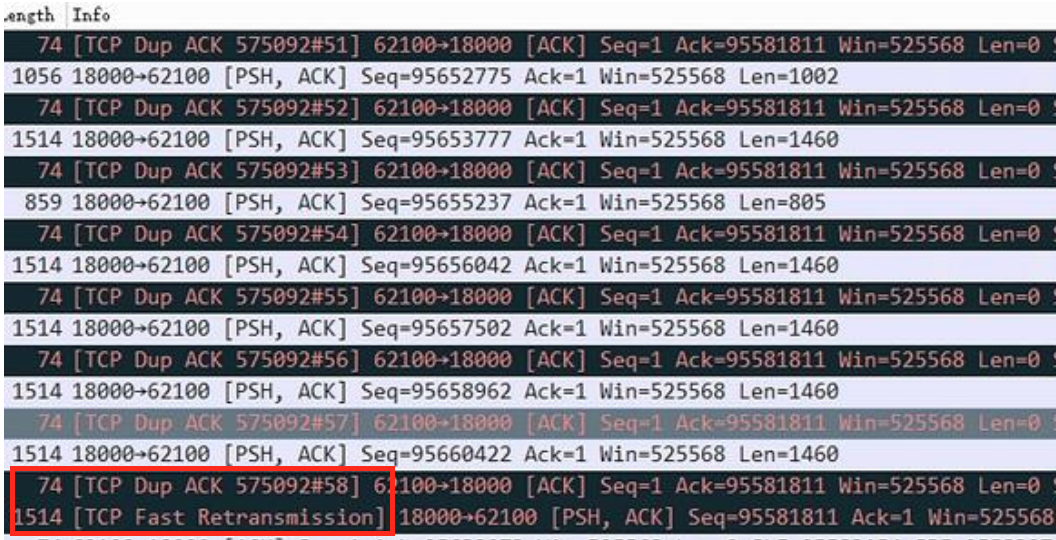 Length Info
74 [TCP Dup ACK 575092#51] 62100→18000 [ACK] Seq=1 Ack=95581811 Win=525568 Len=0
1056 18000→62100 [PSH, ACK] Seq=95652775 Ack=1 Win=525568 Len=1002
74 [TCP Dup ACK 575092#52] 62100→18000 [ACK] Seq=1 Ack=95581811 Win=525568 Len=0
1514 18000→62100 [PSH, ACK] Seq=95653777 Ack=1 Win=525568 Len=1460
74 [TCP Dup ACK 575092#53] 62100→18000 [ACK] Seq=1 Ack=95581811 Win=525568 Len=0
859 18000→62100 [PSH, ACK] Seq=95655237 Ack=1 Win=525568 Len=805
74 [TCP Dup ACK 575092#54] 62100→18000 [ACK] Seq=1 Ack=95581811 Win=525568 Len=0
1514 18000→62100 [PSH, ACK] Seq=95656042 Ack=1 Win=525568 Len=1460
74 [TCP Dup ACK 575092#55] 62100→18000 [ACK] Seq=1 Ack=95581811 Win=525568 Len=0
1514 18000→62100 [PSH, ACK] Seq=95657502 Ack=1 Win=525568 Len=1460
74 [TCP Dup ACK 575092#56] 62100→18000 [ACK] Seq=1 Ack=95581811 Win=525568 Len=0
1514 18000→62100 [PSH, ACK] Seq=95658962 Ack=1 Win=525568 Len=1460
74 [TCP Dup ACK 575092#57] 62100→18000 [ACK] Seq=1 Ack=95581811 Win=525568 Len=0
1514 18000→62100 [PSH, ACK] Seq=95660422 Ack=1 Win=525568 Len=1460
74 [TCP Dup ACK 575092#58] 62100→18000 [ACK] Seq=1 Ack=95581811 Win=525568 Len=0
1514 [TCP Fast Retransmission] 18000→62100 [PSH, ACK] Seq=95581811 Ack=1 Win=525568